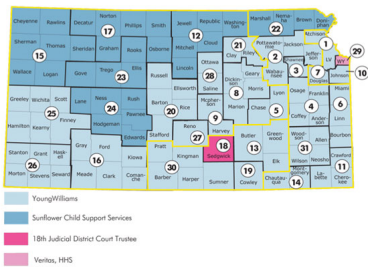 Cheyenne Rawlins Decatur Norton Phillips Smith Jewell Republic Washington Marshall Nemaha Brown Doniphan
17 12 22 Atchison 1
Sherman Thomas Sheridan Graham Rooks Osborne Mitchell Cloud Clay Riley Pottawatomie Jackson Jefferson LV WY 29
15 21 2 3 7 10
Wallace Logan Gove Trego Ellis Russell Lincoln Ottawa Dickinson Geary Wabaunsee Shawnee Douglas Johnson
23 28 8
Ellsworth Saline Morris Lyon Osage Franklin Miami
Greeley Wichita Scott Lane Ness Rush Barton Rice McPherson Marion Chase Coffey Anderson Linn
25 24 20 9 5 4 6
Hamilton Kearny Finney Hodgeman Pawnee Edwards Stafford Reno Harvey
27 18 13
Stanton Grant Haskell Gray Ford Kiowa Pratt Kingman Sedgwick Butler Greenwood Woodson Allen Bourbon
26 16 30 31
Morton Stevens Seward Meade Clark Comanche Barber Harper Sumner Cowley Elk Wilson Neosho Crawford
19 14 11
Chautauqua Montgomery Labette Cherokee
YoungWilliams
Sunflower Child Support Services
18th Judicial District Court Trustee
Veritas, HHS